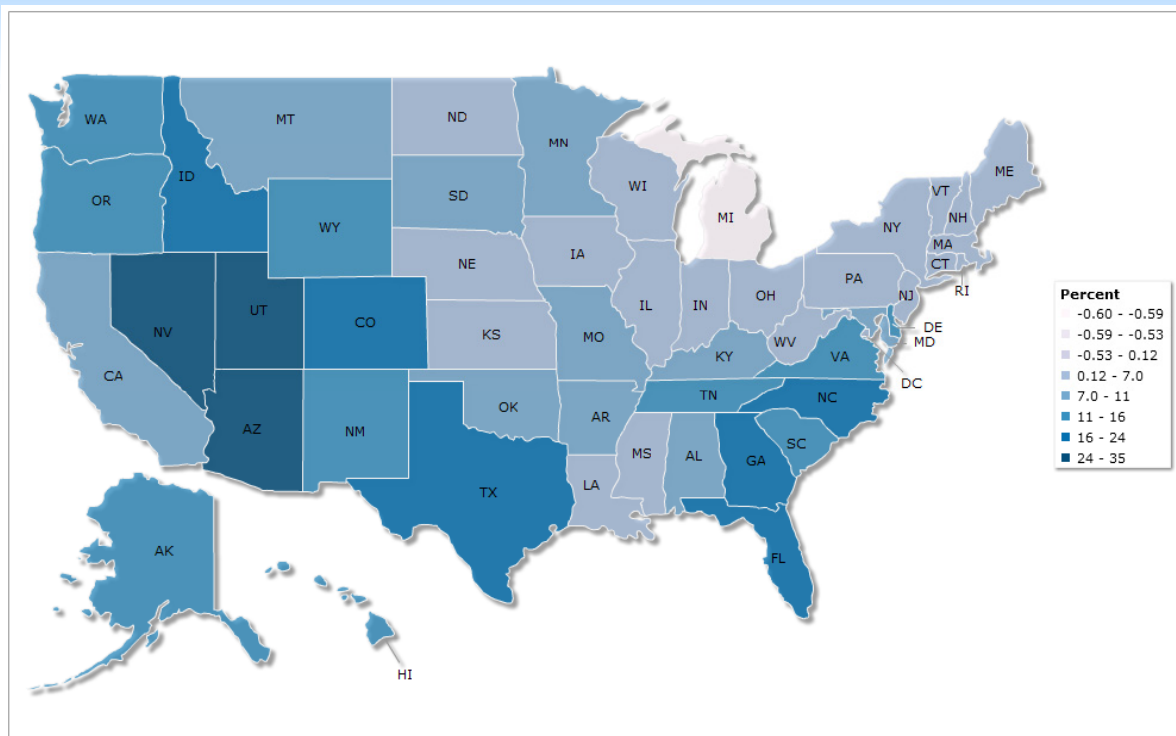 WA
MT
ND
MN
ME
ID
WI
VT
OR
SD
NH
MI
NY
WY
MA
IA
NE
CT
PA
RI
NJ
OH
IL
IN
NV
UT
CO
KS
DE
MD
WV
MO
VA
KY
CA
DC
TN
NC
OK
AR
AZ
NM
SC
MS
AL
GA
LA
TX
AK
FL
HI
Percent
-0.60 - -0.59
-0.59 - -0.53
-0.53 - 0.12
0.12 - 7.0
7.0 - 11
11 - 16
16 - 24
24 - 35